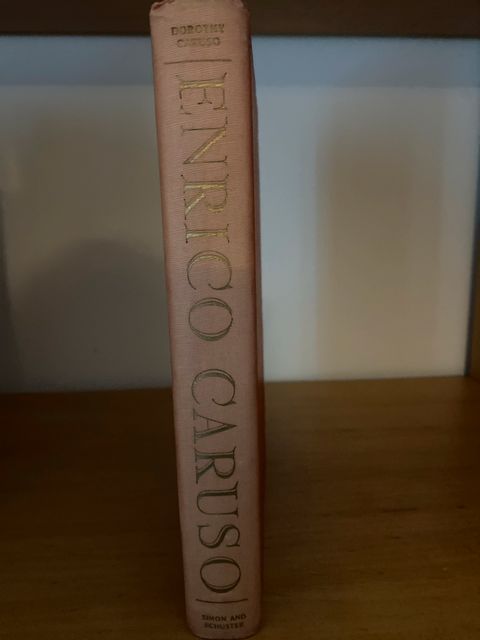 DOROTHY
CARUSO
ENRICO CARUSO
SIMON AND
SCHUSTER